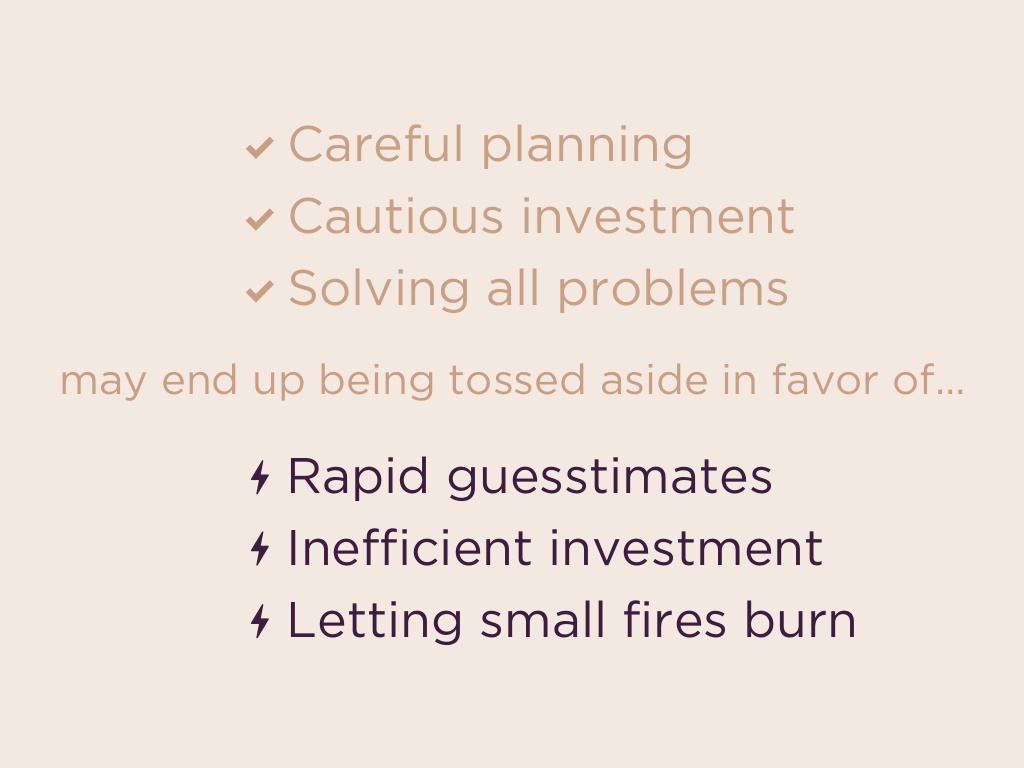 Careful planning
Cautious investment
Solving all problems
may end up being tossed aside in favor of...
Rapid guesstimates
Inefficient investment
Letting small fires burn